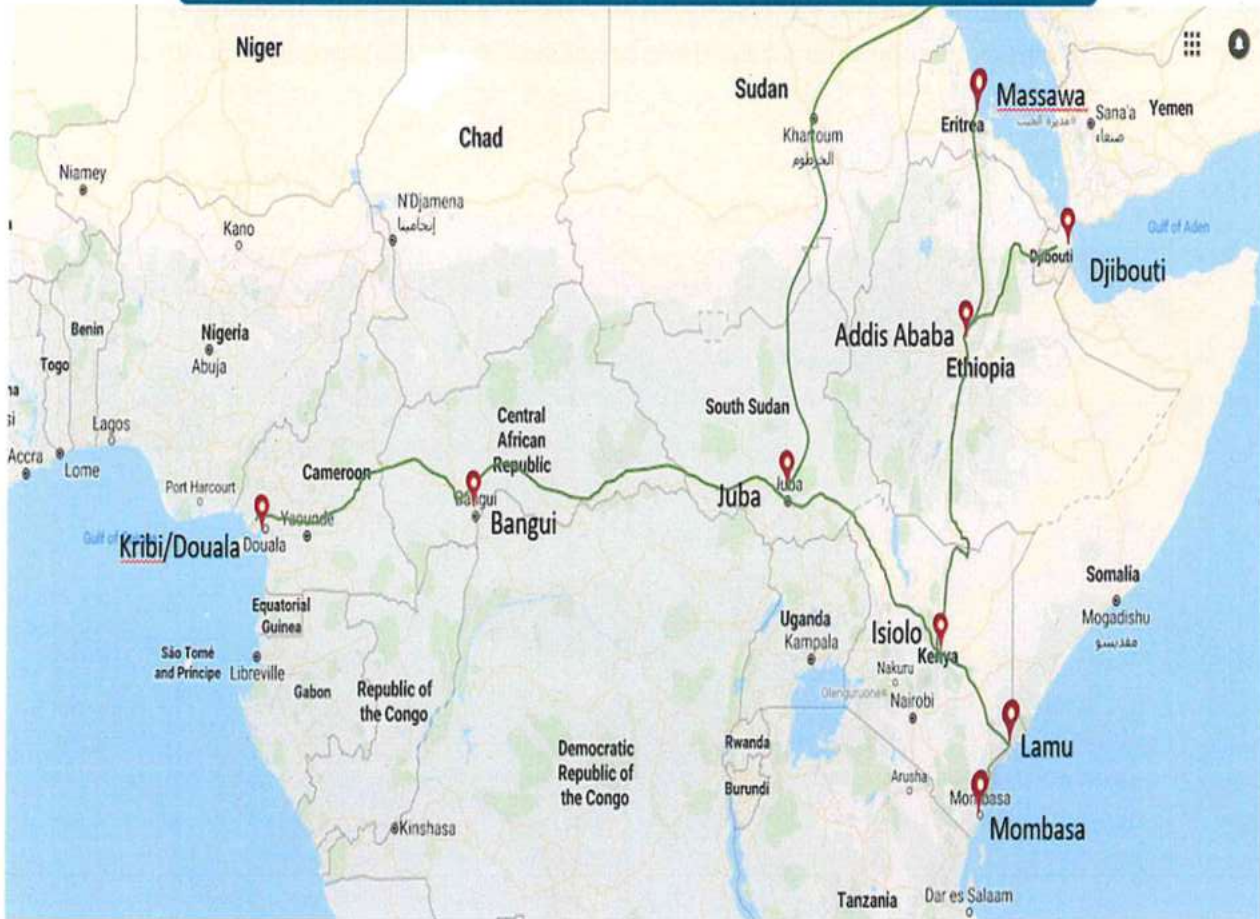 Niger
Chad
Sudan
Massawa
Eritrea
Sana'a
صنعاء
Yemen
Khartoum
الخرطوم
Niamey
N'Djamena
إنجامينا
Kano
Gulf of Aden
Djibouti
Djibouti
Benin
Nigeria
Abuja
Togo
Addis Ababa
Ethiopia
South Sudan
Central
African
Republic
Lagos
Accra
Lome
Cameroon
Port Harcourt
Bangui
Bangui
Juba
Juba
Yaounde
Kribi/Douala
Douala
Equatorial
Guinea
Somalia
Mogadishu
مقديسو
Uganda
Kampala
Isiolo
Kenya
São Tomé
and Príncipe
Libreville
Gabon
Republic of
the Congo
Nakuru
Nairobi
Lamu
Rwanda
Democratic
Republic of
the Congo
Burundi
Arusha
Mombasa
Mombasa
Kinshasa
Tanzania
Dar es Salaam